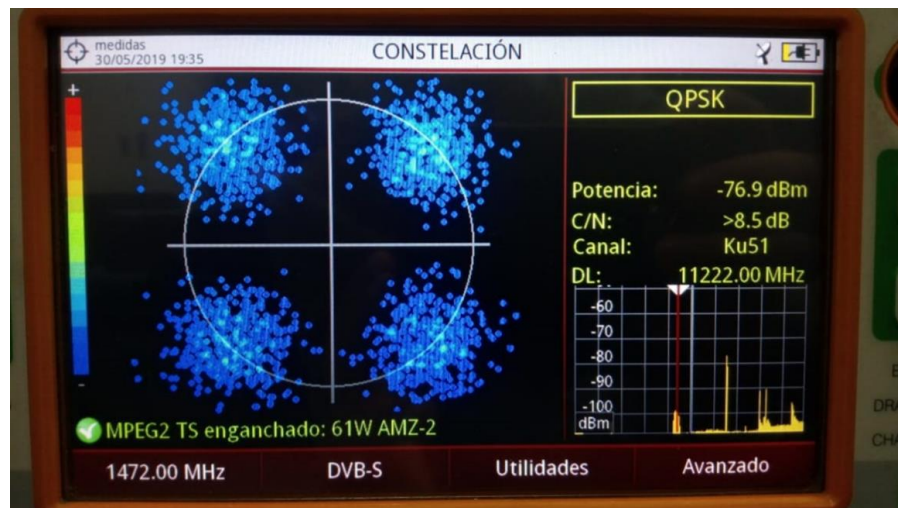 medidas
30/05/2019 19:35
CONSTELACIÓN
+
QPSK
Potencia: -76.9 dBm
C/N: >8.5 dB
Canal: Ku51
DL: 11222.00 MHz
-60
-70
-80
-90
-100
dBm
-
MPEG2 TS enganchado: 61W AMZ-2
1472.00 MHz DVB-S Utilidades Avanzado
DRA
CHA